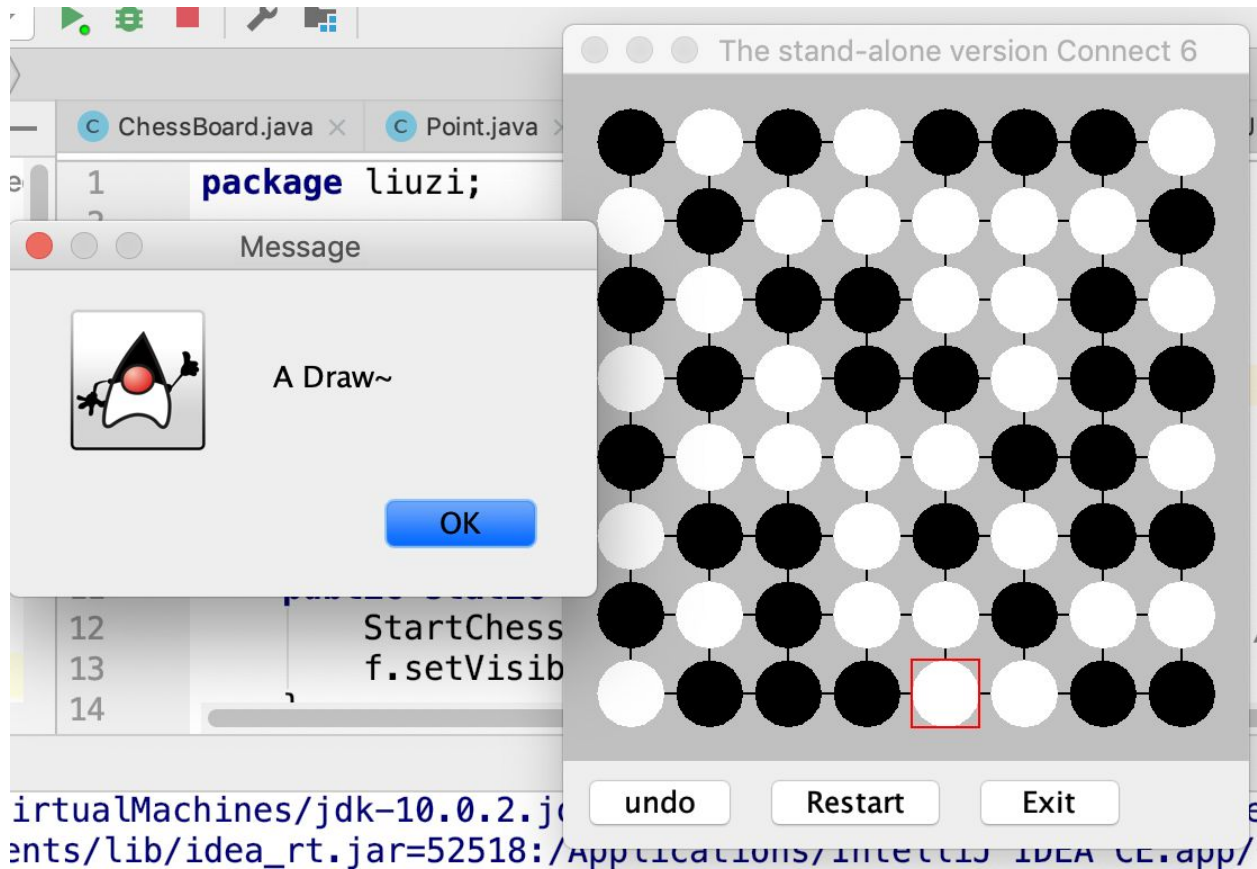 The stand-alone version Connect 6
C ChessBoard.java × C Point.java ×
1 package liuzi;
Message
A Draw~
OK
12 StartChess
13 f.setVisib
14 }
undo Restart Exit
irtualMachines/jdk-10.0.2.j
ents/lib/idea_rt.jar=52518:/Applications/IntelliJ IDEA CE.app/